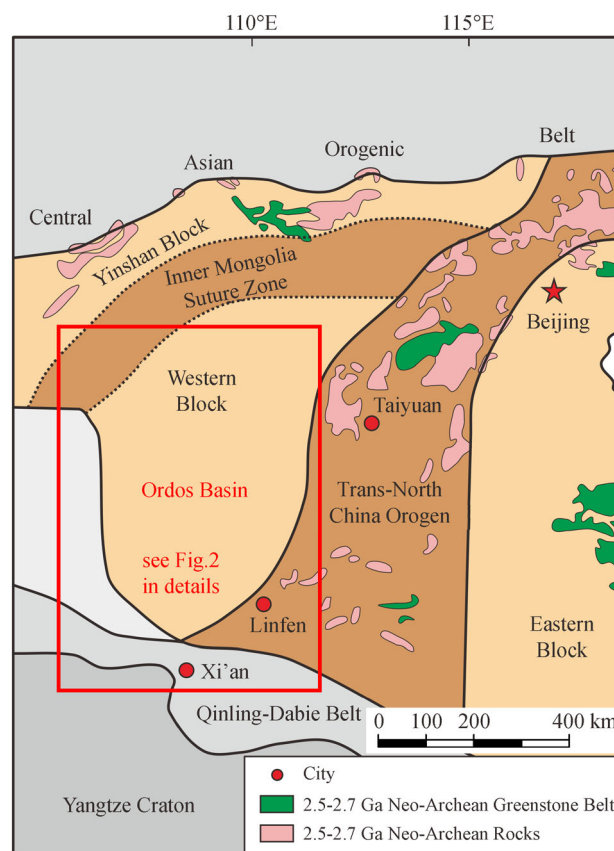 110°E
115°E
Belt
Orogenic
Asian
Central
Yinshan Block
Inner Mongolia
Suture Zone
Beijing
Western
Block
Taiyuan
Ordos Basin
Trans-North
China Orogen
see Fig.2
in details
Linfen
Eastern
Block
Xi'an
Qinling-Dabie Belt
0 100 200 400 km
Yangtze Craton
City
2.5-2.7 Ga Neo-Archean Greenstone Belt
2.5-2.7 Ga Neo-Archean Rocks